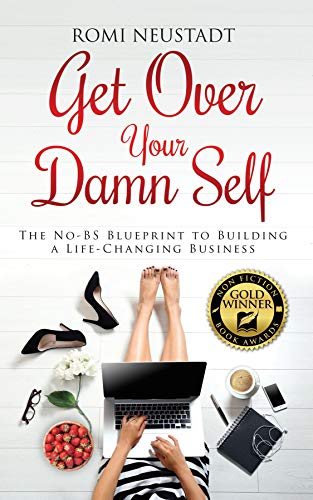 ROMI NEUSTADT
Get Over
Your
Damn Self
The No-BS Blueprint to Building
a Life-Changing Business
NON FICTION
GOLD
WINNER
BOOK AWARDS